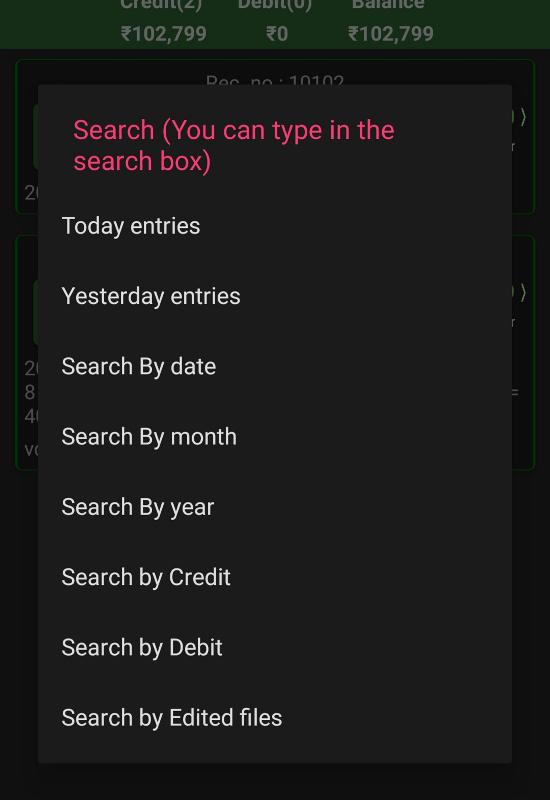 Credit(2) Debit(0) Balance
₹102,799 ₹0 ₹102,799
Rec. no : 10102
Search (You can type in the
search box)
Today entries
Yesterday entries
Search By date
Search By month
Search By year
Search by Credit
Search by Debit
Search by Edited files